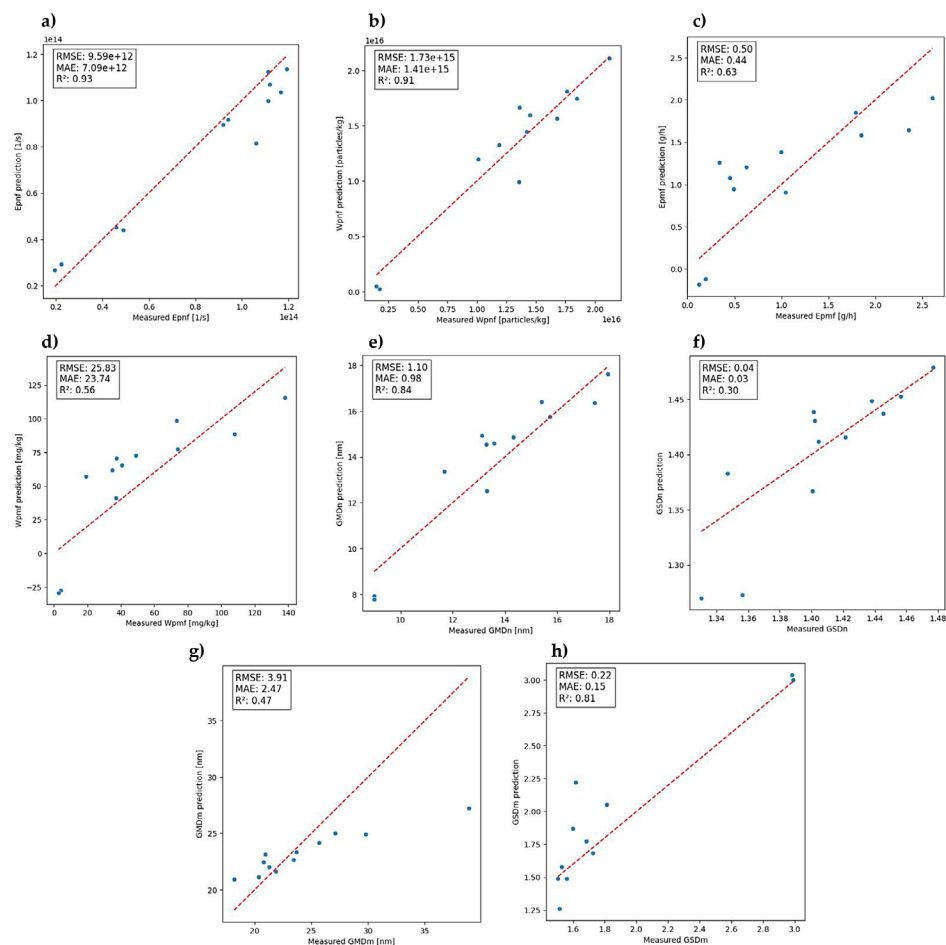 a)
1e14
RMSE: 9.59e+12
MAE: 7.09e+12
R²: 0.93
Epnf prediction [1/s]
1.2
1.0
0.8
0.6
0.4
0.2
0.2 0.4 0.6 0.8 1.0 1.2
Measured Epnf [1/s]
1e14
b)
1e16
RMSE: 1.73e+15
MAE: 1.41e+15
R²: 0.91
Wpnf prediction [particles/kg]
2.0
1.5
1.0
0.5
0.0
0.25 0.50 0.75 1.00 1.25 1.50 1.75 2.00
Measured Wpnf [particles/kg]
1e16
c)
RMSE: 0.50
MAE: 0.44
R²: 0.63
Epmf prediction [g/h]
2.5
2.0
1.5
1.0
0.5
0.0
0.0 0.5 1.0 1.5 2.0 2.5
Measured Epmf [g/h]
d)
RMSE: 25.83
MAE: 23.74
R²: 0.56
Wpmf prediction [mg/kg]
125
100
75
50
25
0
−25
0 20 40 60 80 100 120 140
Measured Wpmf [mg/kg]
e)
RMSE: 1.10
MAE: 0.98
R²: 0.84
GMDn prediction [nm]
18
16
14
12
10
8
10 12 14 16 18
Measured GMDn [nm]
f)
RMSE: 0.04
MAE: 0.03
R²: 0.30
GSDn prediction
1.45
1.40
1.35
1.30
1.34 1.36 1.38 1.40 1.42 1.44 1.46 1.48
Measured GSDn
g)
RMSE: 3.91
MAE: 2.47
R²: 0.47
GMDm prediction [nm]
35
30
25
20
20 25 30 35
Measured GMDm [nm]
h)
RMSE: 0.22
MAE: 0.15
R²: 0.81
GSDm prediction
3.00
2.75
2.50
2.25
2.00
1.75
1.50
1.25
1.6 1.8 2.0 2.2 2.4 2.6 2.8 3.0
Measured GSDm